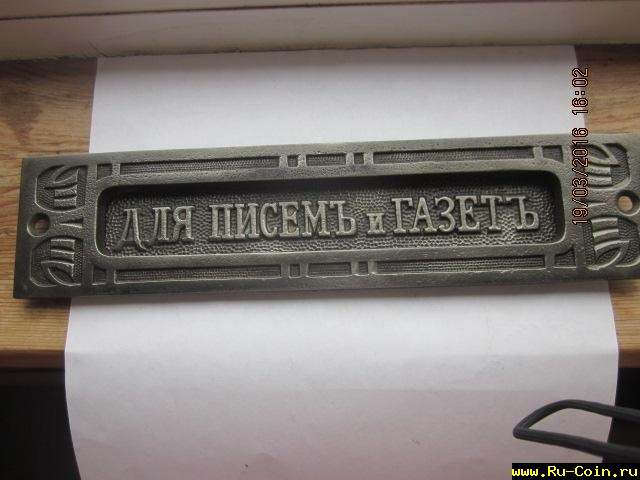 ДЛЯ ПИСЕМЪ и ГАЗЕТЪ
19/03/2016 16:02
www.Ru-Coin.ru